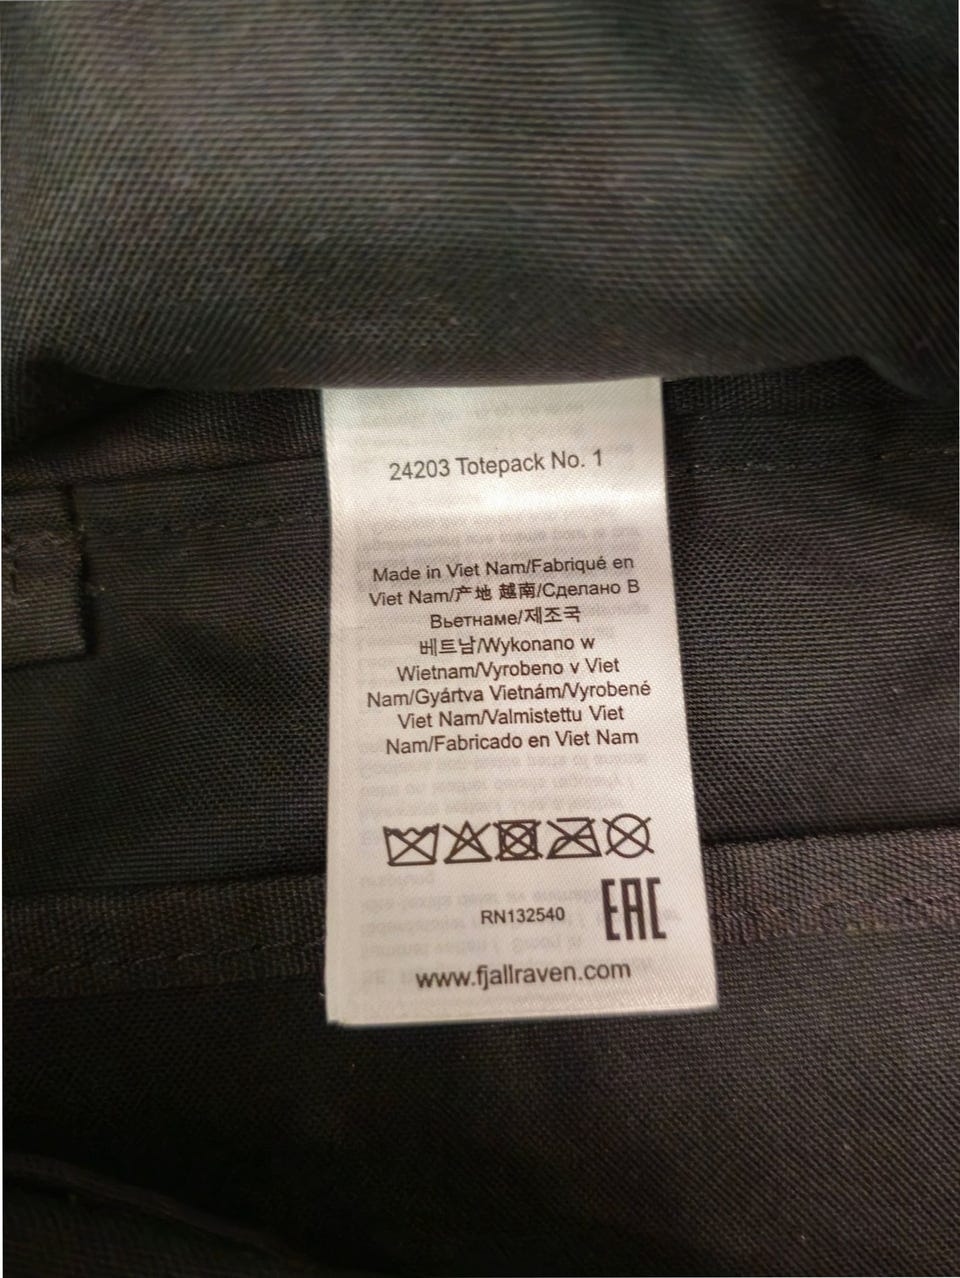 24203 Totepack No. 1
Made in Viet Nam/Fabriqué en
Viet Nam/产地 越南/Сделано В
Вьетнаме/제조국
베트남/Wykonano w
Wietnam/Vyrobeno v Viet
Nam/Gyártva Vietnám/Vyrobené
Viet Nam/Valmistettu Viet
Nam/Fabricado en Viet Nam
RN132540
EAC
www.fjallraven.com